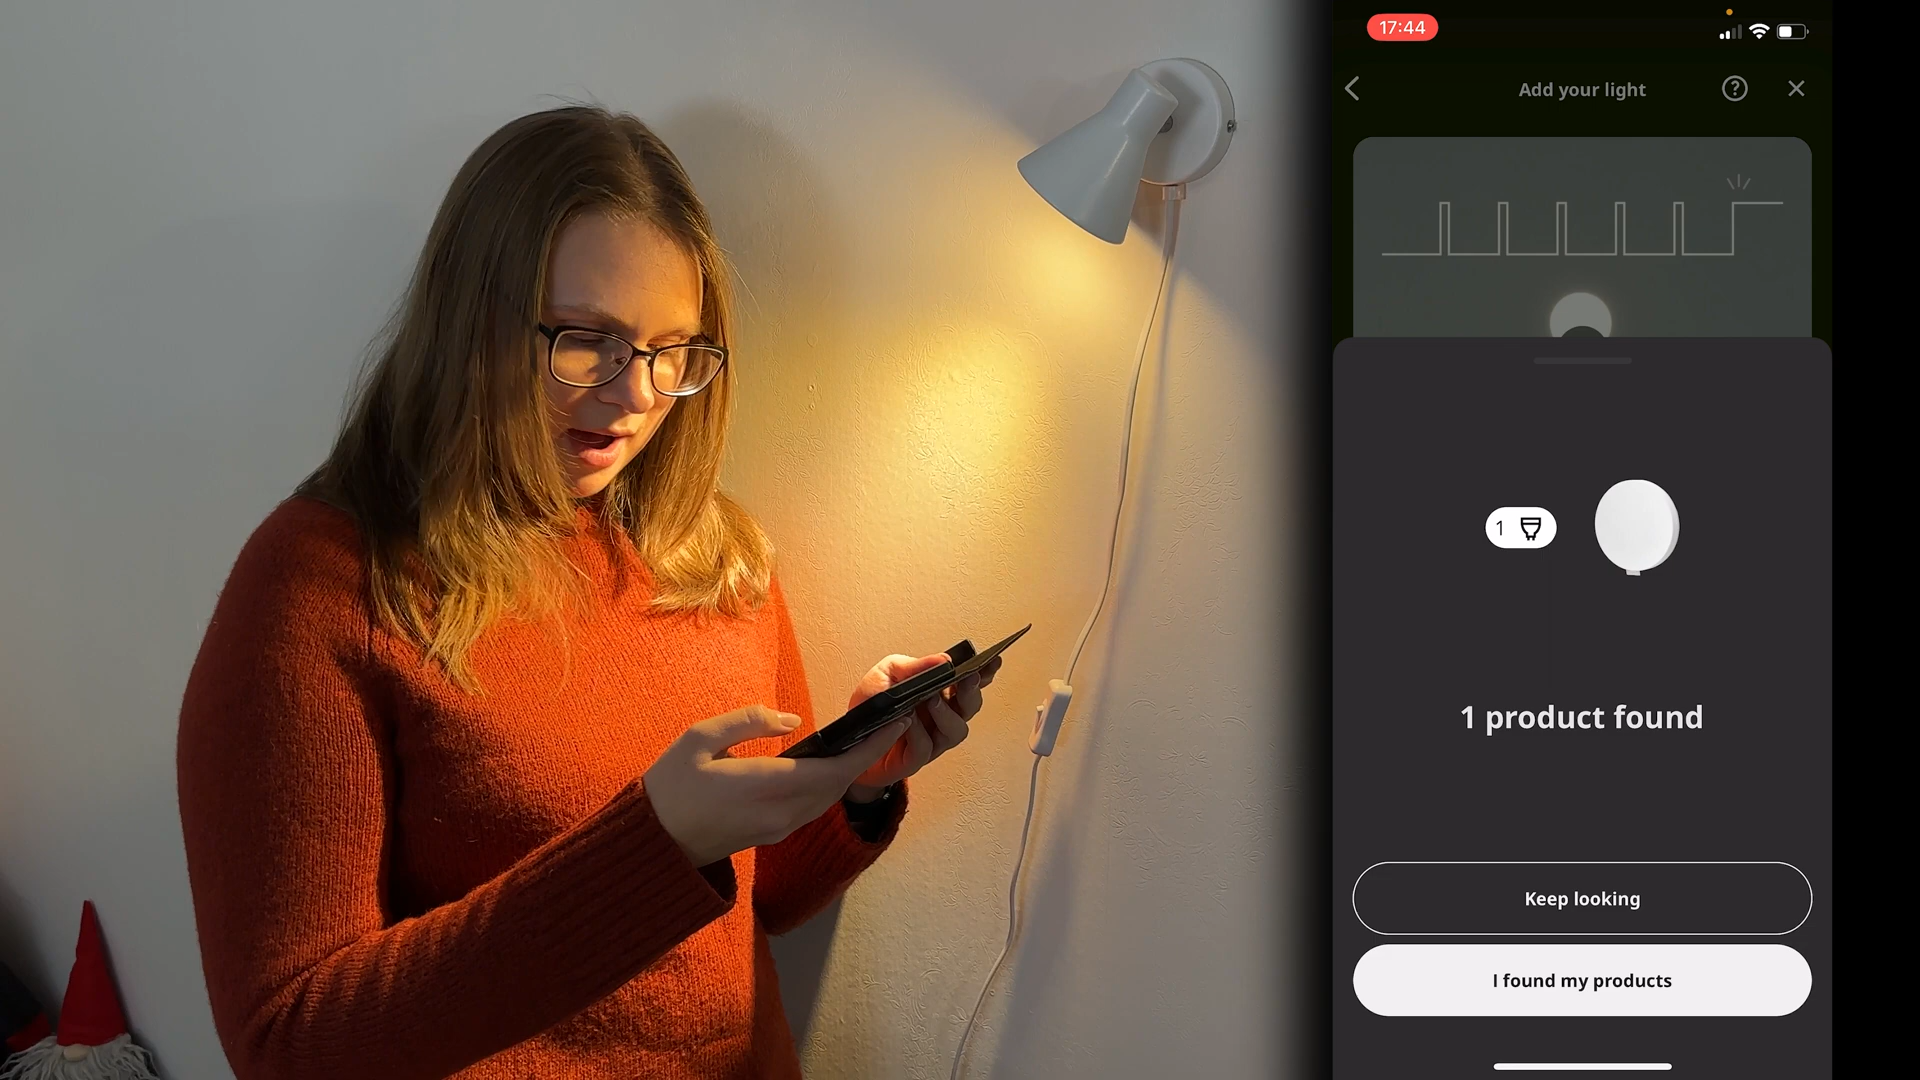 17:44
Add your light
1
1 product found
Keep looking
I found my products